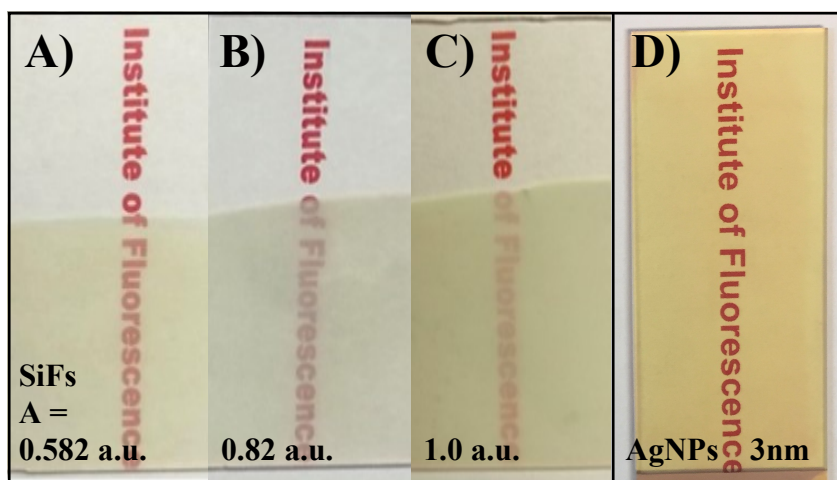 A)
Institute of Fluorescence
SiFs
A =
0.582 a.u.
B)
Institute of Fluorescence
0.82 a.u.
C)
Institute of Fluorescence
1.0 a.u.
D)
Institute of Fluorescence
AgNPs 3nm